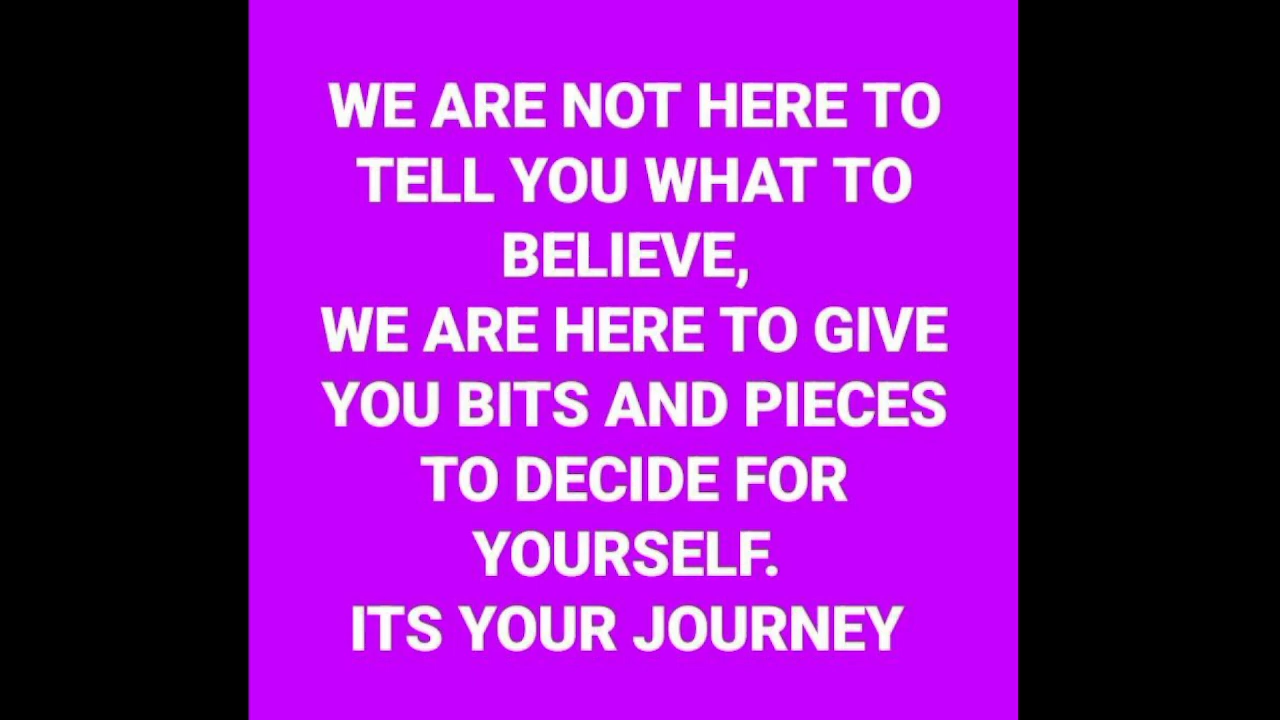 WE ARE NOT HERE TO
TELL YOU WHAT TO
BELIEVE,
WE ARE HERE TO GIVE
YOU BITS AND PIECES
TO DECIDE FOR
YOURSELF.
ITS YOUR JOURNEY